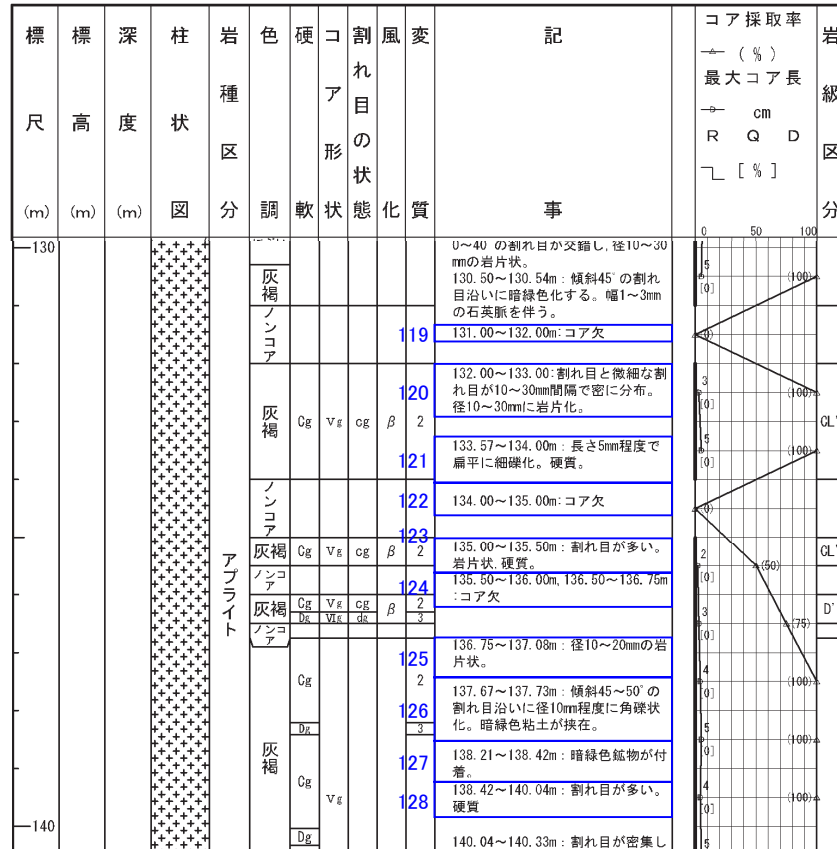 標尺(m)
標高(m)
深度(m)
柱状図
岩種区分
色調
硬軟
コア形状
割れ目の状態
風化
変質
記事
コア採取率
(%)
最大コア長
cm
R Q D
[%]
岩級区分
0 50 100
130
0~40°の割れ目が交錯し、径10~30
mmの岩片状。
130.50~130.54m:傾斜45°の割れ
目沿いに暗緑色化する。幅1~3mm
の石英脈を伴う。
灰褐
5
[0]
(100)
ノンコア
119
131.00~132.00m:コア欠
(0)
120
132.00~133.00:割れ目と微細な割
れ目が10~30mm間隔で密に分布。
径10~30mmに岩片化。
3
[0]
(100)
灰褐 Cg Vg cg β 2
CL'
121
133.57~134.00m:長さ5mm程度で
扁平に細礫化。硬質。
5
[0]
(100)
ノンコア
122
134.00~135.00m:コア欠
(0)
123
灰褐 Cg Vg cg β 2
135.00~135.50m:割れ目が多い。
岩片状、硬質。
CL'
2
[0]
(50)
ノンコア
124
135.50~136.00m, 136.50~136.75m
:コア欠
アプライト
灰褐 Cg Vg cg β 2
Dg VIg dg 3
D'
3
[0]
(75)
ノンコア
125
136.75~137.08m:径10~20mmの岩
片状。
Cg
2
4
[0]
(100)
126
137.67~137.73m:傾斜45~50°の
割れ目沿いに径10mm程度に角礫状
化。暗緑色粘土が挟在。
Dg
3
5
[0]
(100)
灰褐
127
138.21~138.42m:暗緑色鉱物が付
着。
Cg
Vg
128
138.42~140.04m:割れ目が多い。
硬質
4
[0]
(100)
140
Dg
140.04~140.33m:割れ目が密集し
5